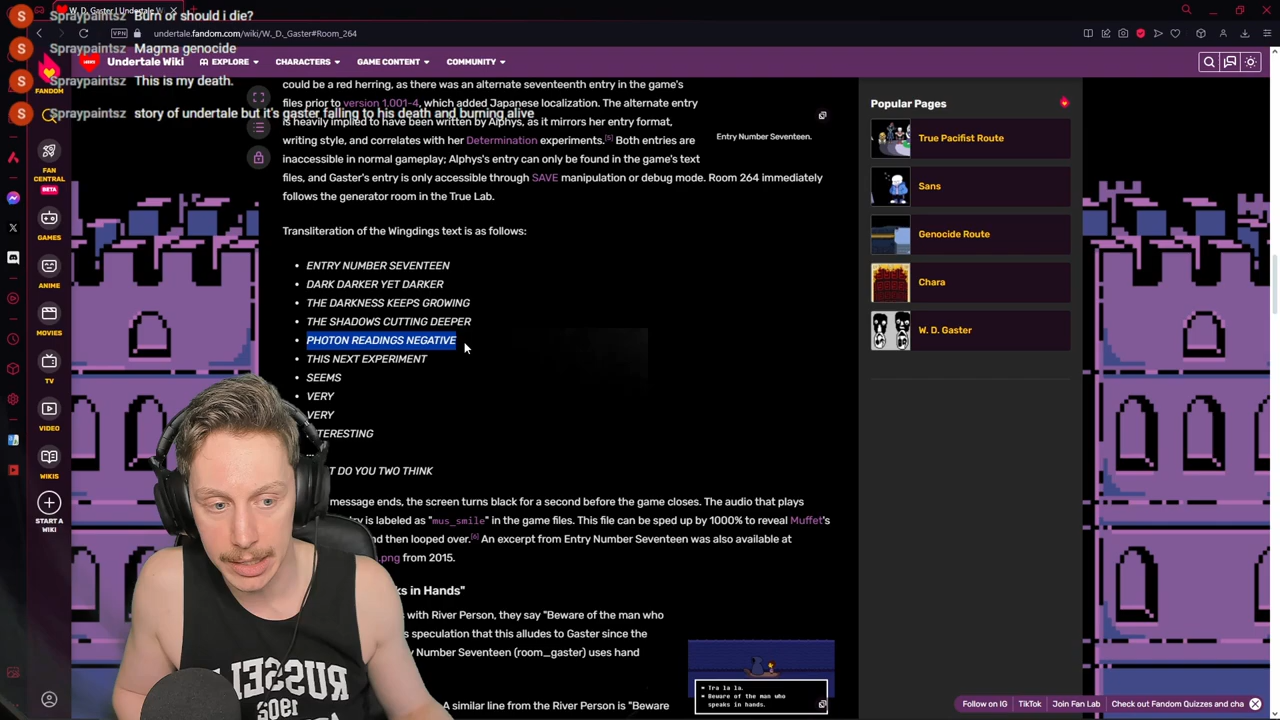 Spraypaintsz Burn or should i die?
Spraypaintsz Magma genocide
Spraypaintsz This is my death.
Spraypaintsz story of undertale but it's gaster falling to his death and burning alive
W. D. Gaster | Undertale W
VPN undertale.fandom.com/wiki/W._D._Gaster#Room_264
Undertale Wiki EXPLORE CHARACTERS GAME CONTENT COMMUNITY
FANDOM
FAN CENTRAL
BETA
GAMES
ANIME
MOVIES
TV
VIDEO
WIKIS
START A WIKI
could be a red herring, as there was an alternate seventeenth entry in the game's
files prior to version 1.001-4, which added Japanese localization. The alternate entry
is heavily implied to have been written by Alphys, as it mirrors her entry format,
writing style, and correlates with her Determination experiments.[5] Both entries are
inaccessible in normal gameplay; Alphys's entry can only be found in the game's text
files, and Gaster's entry is only accessible through SAVE manipulation or debug mode. Room 264 immediately
follows the generator room in the True Lab.
Entry Number Seventeen.
Transliteration of the Wingdings text is as follows:
ENTRY NUMBER SEVENTEEN
DARK DARKER YET DARKER
THE DARKNESS KEEPS GROWING
THE SHADOWS CUTTING DEEPER
PHOTON READINGS NEGATIVE
THIS NEXT EXPERIMENT
SEEMS
VERY
VERY
TERESTING
...
T DO YOU TWO THINK
message ends, the screen turns black for a second before the game closes. The audio that plays
ry is labeled as "mus_smile" in the game files. This file can be sped up by 1000% to reveal Muffet's
d then looped over.[6] An excerpt from Entry Number Seventeen was also available at
.png from 2015.
ks in Hands"
with River Person, they say "Beware of the man who
s speculation that this alludes to Gaster since the
y Number Seventeen (room_gaster) uses hand
A similar line from the River Person is "Beware
* Tra la la.
* Beware of the man who
speaks in hands.
Popular Pages
True Pacifist Route
Sans
Genocide Route
Chara
W. D. Gaster
RUSSELL
1902
Follow on IG TikTok Join Fan Lab Check out Fandom Quizzes and cha